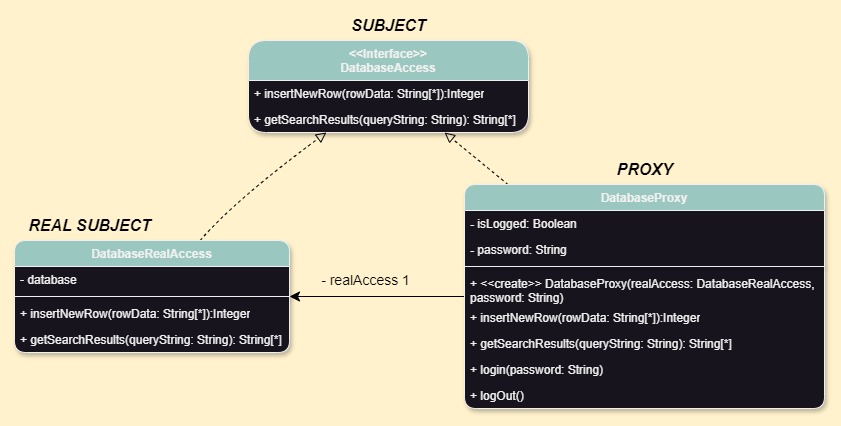 SUBJECT
<<Interface>>
DatabaseAccess
+ insertNewRow(rowData: String[*]):Integer
+ getSearchResults(queryString: String): String[*]
PROXY
DatabaseProxy
- isLogged: Boolean
- password: String
+ <<create>> DatabaseProxy(realAccess: DatabaseRealAccess,
password: String)
+ insertNewRow(rowData: String[*]):Integer
+ getSearchResults(queryString: String): String[*]
+ login(password: String)
+ logOut()
REAL SUBJECT
DatabaseRealAccess
- database
+ insertNewRow(rowData: String[*]):Integer
+ getSearchResults(queryString: String): String[*]
- realAccess 1